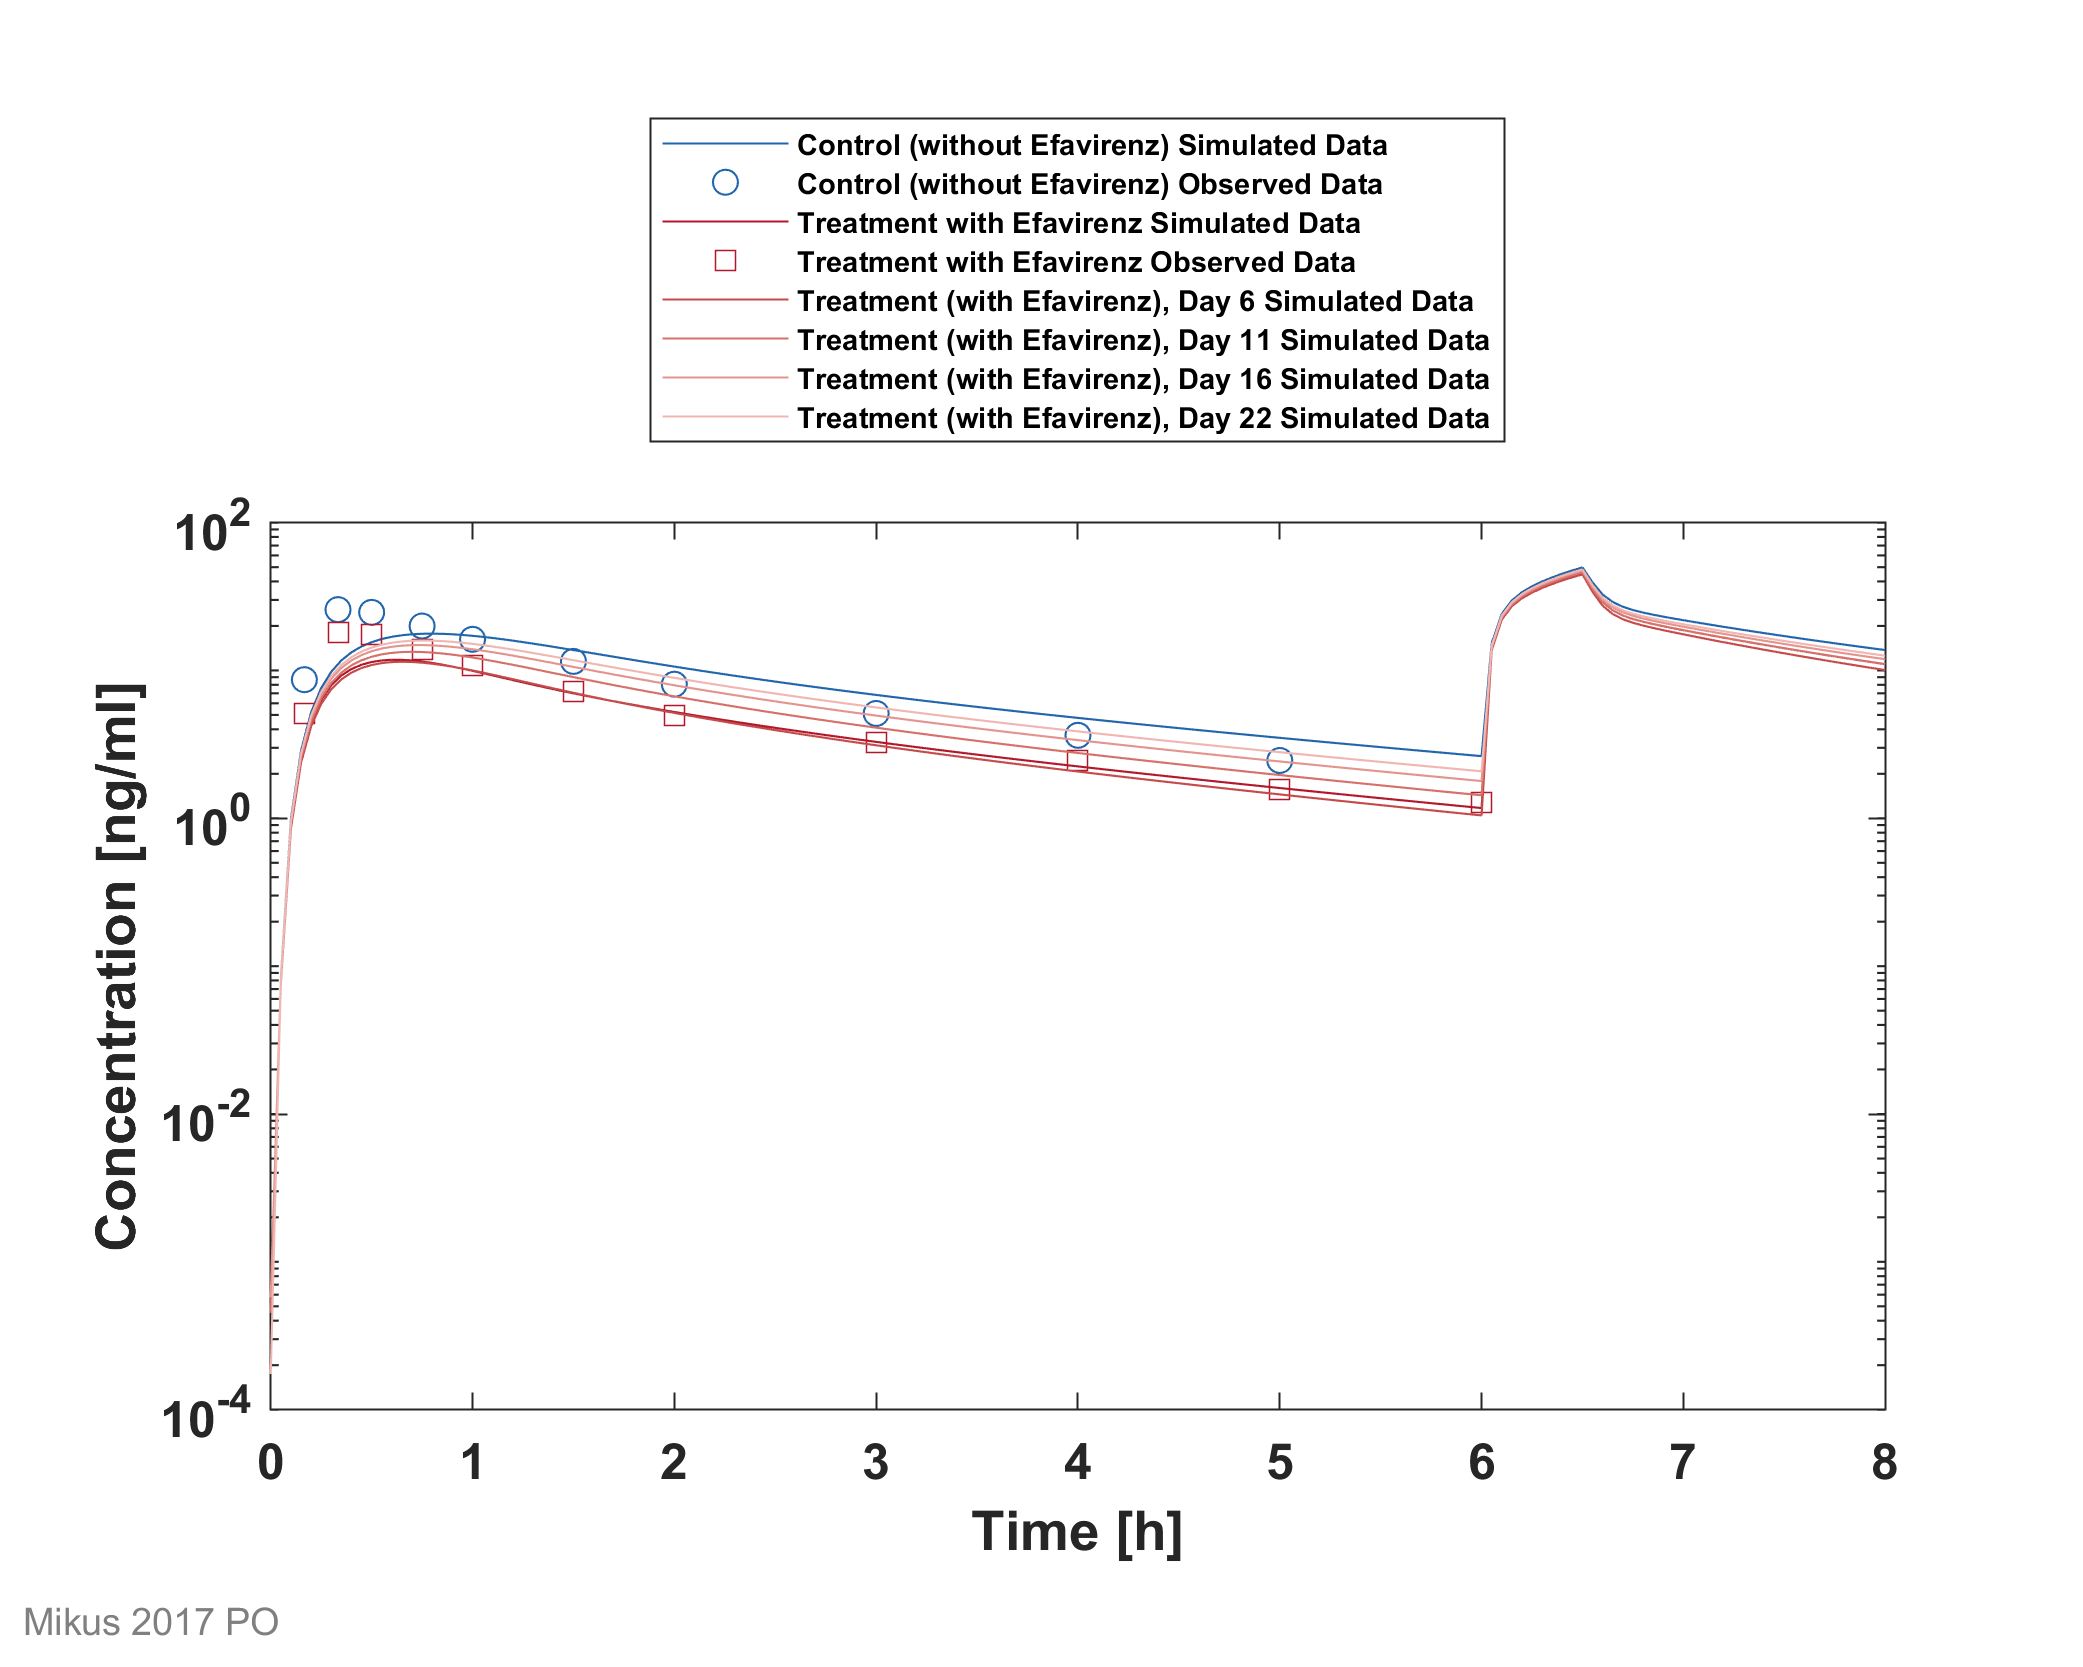 Control (without Efavirenz) Simulated Data
Control (without Efavirenz) Observed Data
Treatment with Efavirenz Simulated Data
Treatment with Efavirenz Observed Data
Treatment (with Efavirenz), Day 6 Simulated Data
Treatment (with Efavirenz), Day 11 Simulated Data
Treatment (with Efavirenz), Day 16 Simulated Data
Treatment (with Efavirenz), Day 22 Simulated Data
Concentration [ng/ml]
10^2
10^0
10^-2
10^-4
0 1 2 3 4 5 6 7 8
Time [h]
Mikus 2017 PO